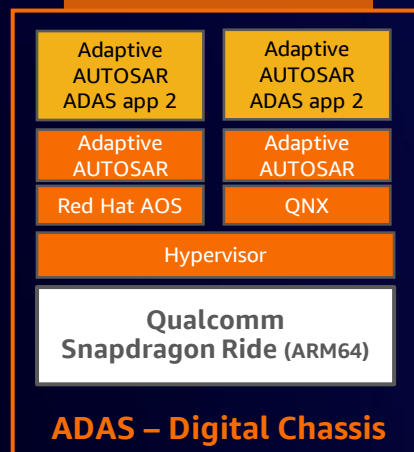 Adaptive
AUTOSAR
ADAS app 2
Adaptive
AUTOSAR
ADAS app 2
Adaptive
AUTOSAR
Adaptive
AUTOSAR
Red Hat AOS
QNX
Hypervisor
Qualcomm
Snapdragon Ride (ARM64)
ADAS – Digital Chassis